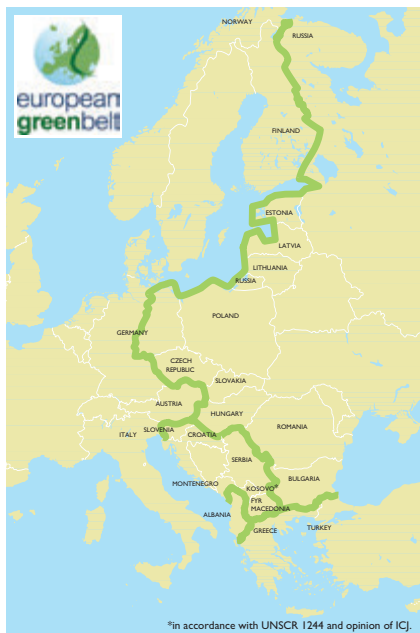 NORWAY
RUSSIA
european
greenbelt
FINLAND
ESTONIA
LATVIA
LITHUANIA
RUSSIA
POLAND
GERMANY
CZECH
REPUBLIC
SLOVAKIA
AUSTRIA
HUNGARY
SLOVENIA
ITALY
CROATIA
ROMANIA
SERBIA
BULGARIA
MONTENEGRO
KOSOVO*
FYR
MACEDONIA
ALBANIA
GREECE
TURKEY
*in accordance with UNSCR 1244 and opinion of ICJ.